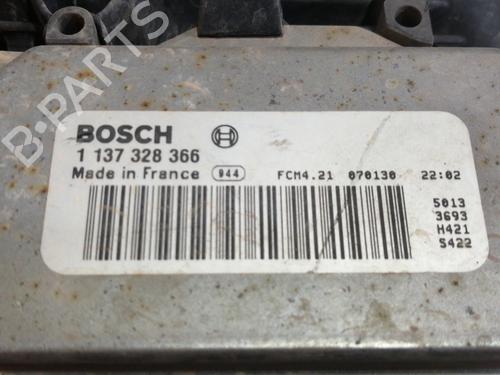 BOSCH
1 137 328 366
Made in France 944 FCM4.21 070130 22:02
5013
3693
H421
S422
B-PARTS